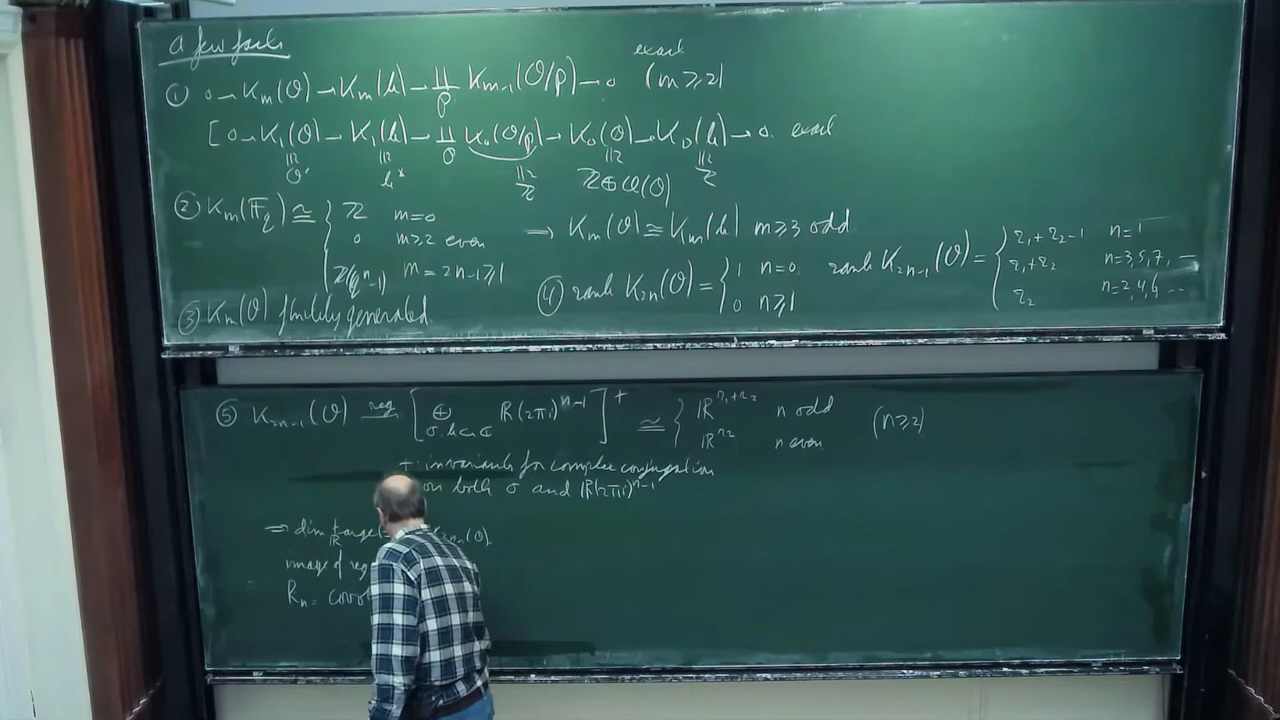 a few facts
① 0 → K_m(O) → K_m(k) → ∐_P K_{m-1}(O/P) → 0 exact (m ≥ 2)
[ 0 → K_1(O) → K_1(k) → ∐_P K_0(O/P) → K_0(O) → K_0(k) → 0 exact
O* k* ℤ ℤ⊕Cl(O) ℤ
② K_m(F_q) ≅ { ℤ m=0
0 m≥2 even
ℤ/(q^n-1) m=2n-1≥1
⇒ K_m(O) ≅ K_m(k) m≥3 odd
③ K_m(O) finitely generated
④ rank K_{2n}(O) = { 1 n=0
0 n≥1
rank K_{2n-1}(O) = { r_1+r_2-1 n=1
r_1+r_2 n=3,5,7,...
r_2 n=2,4,6...
⑤ K_{2n-1}(O) →^{reg} [ ⊕_{σ:k→ℂ} ℝ(2πi)^{n-1} ]^+ ≅ { ℝ^{r_1+r_2} n odd
ℝ^{r_2} n even
(n≥2)
+: invariants for complex conjugation
on both σ and ℝ(2πi)^{n-1}
⇒ dim_ℝ target K_{2n-1}(O).
image of reg
R_n =